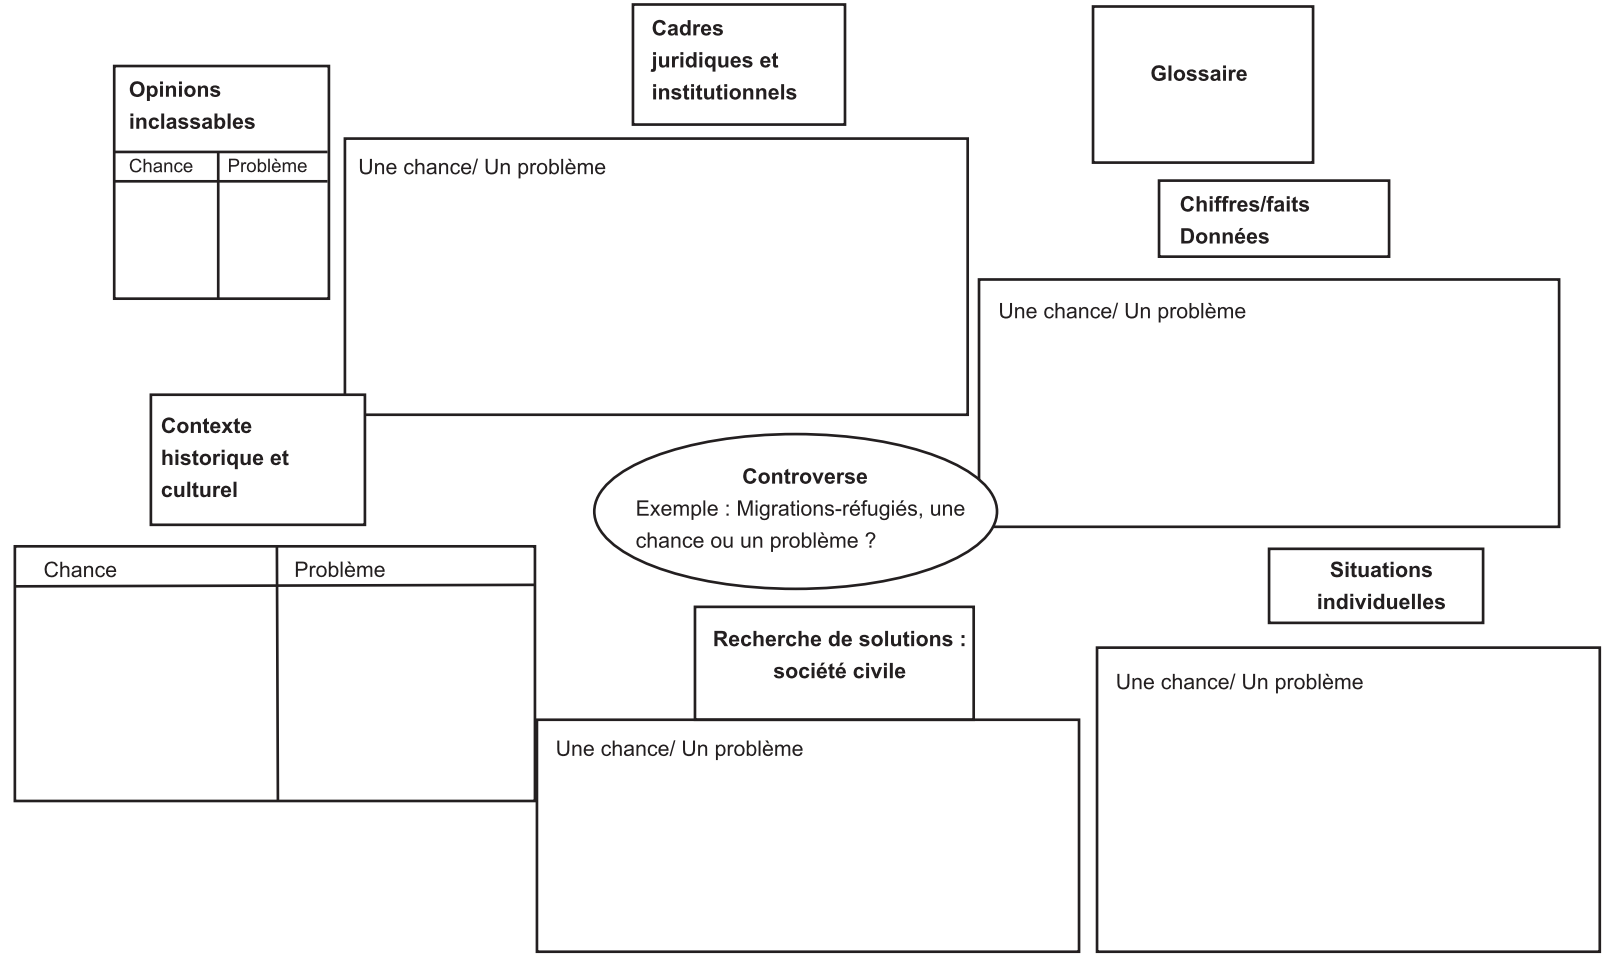 Cadres
juridiques et
institutionnels
Glossaire
Opinions
inclassables
Chance
Problème
Une chance/ Un problème
Chiffres/faits
Données
Une chance/ Un problème
Contexte
historique et
culturel
Controverse
Exemple : Migrations-réfugiés, une
chance ou un problème ?
Chance
Problème
Situations
individuelles
Recherche de solutions :
société civile
Une chance/ Un problème
Une chance/ Un problème